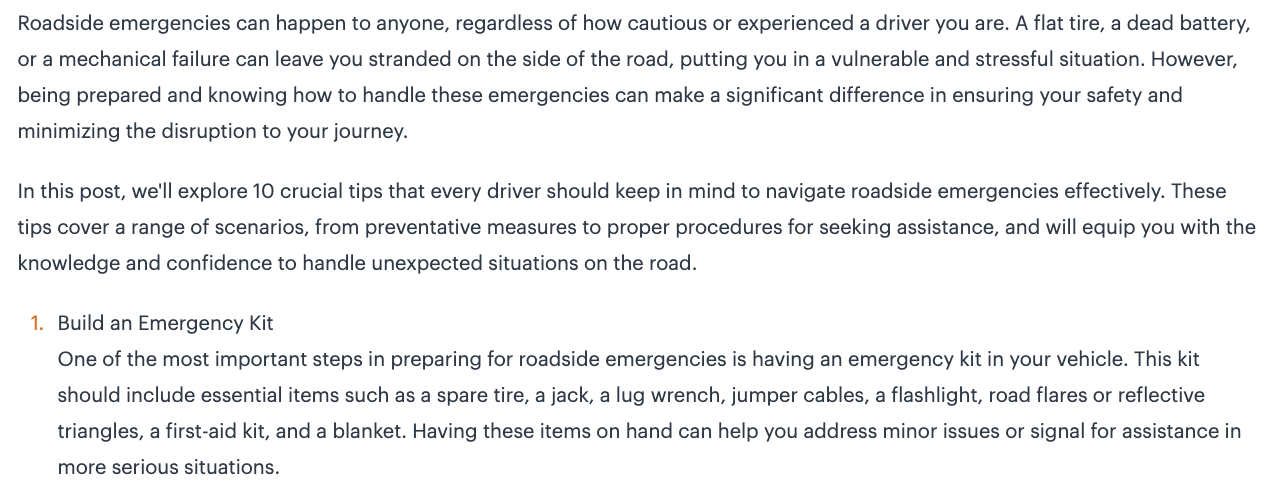 Roadside emergencies can happen to anyone, regardless of how cautious or experienced a driver you are. A flat tire, a dead battery,
or a mechanical failure can leave you stranded on the side of the road, putting you in a vulnerable and stressful situation. However,
being prepared and knowing how to handle these emergencies can make a significant difference in ensuring your safety and
minimizing the disruption to your journey.
In this post, we'll explore 10 crucial tips that every driver should keep in mind to navigate roadside emergencies effectively. These
tips cover a range of scenarios, from preventative measures to proper procedures for seeking assistance, and will equip you with the
knowledge and confidence to handle unexpected situations on the road.
1. Build an Emergency Kit
One of the most important steps in preparing for roadside emergencies is having an emergency kit in your vehicle. This kit
should include essential items such as a spare tire, a jack, a lug wrench, jumper cables, a flashlight, road flares or reflective
triangles, a first-aid kit, and a blanket. Having these items on hand can help you address minor issues or signal for assistance in
more serious situations.